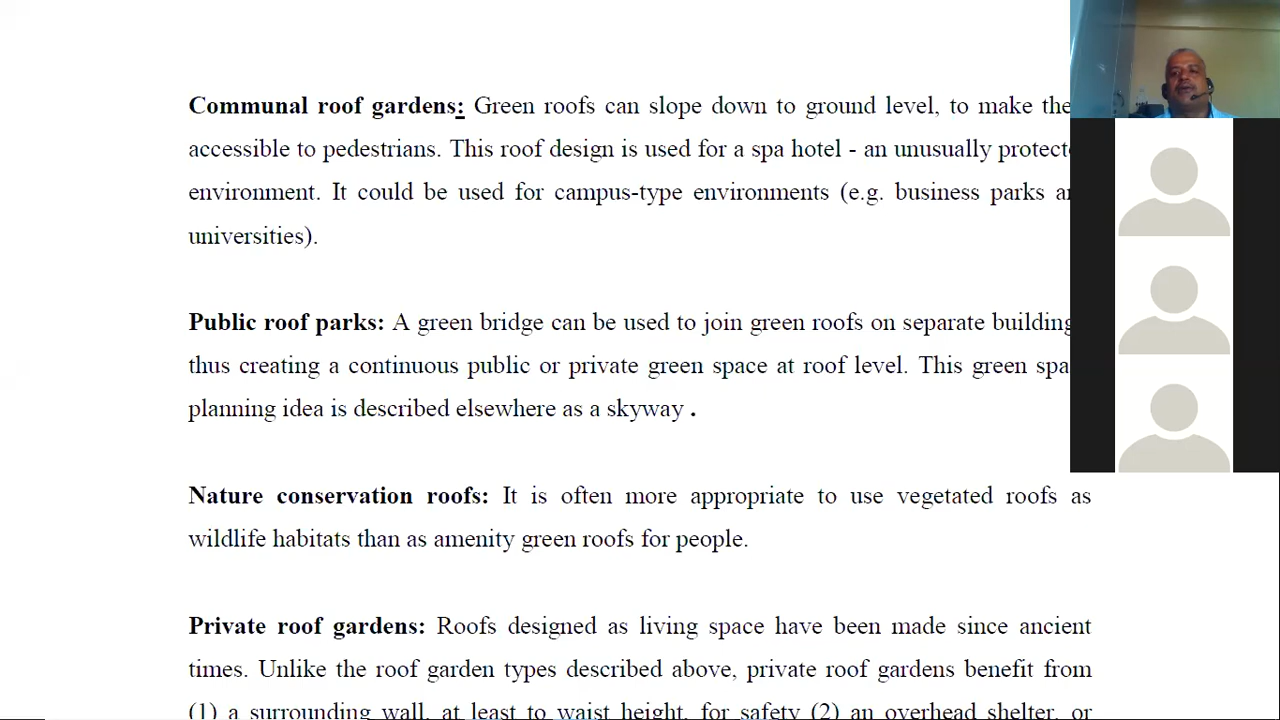 Communal roof gardens: Green roofs can slope down to ground level, to make the
accessible to pedestrians. This roof design is used for a spa hotel - an unusually
environment. It could be used for campus-type environments (e.g. business parks
universities).
Public roof parks: A green bridge can be used to join green roofs on separate building
thus creating a continuous public or private green space at roof level. This green
planning idea is described elsewhere as a skyway .
Nature conservation roofs: It is often more appropriate to use vegetated roofs as
wildlife habitats than as amenity green roofs for people.
Private roof gardens: Roofs designed as living space have been made since ancient
times. Unlike the roof garden types described above, private roof gardens benefit from
(1) a surrounding wall, at least to waist height, for safety (2) an overhead shelter, or